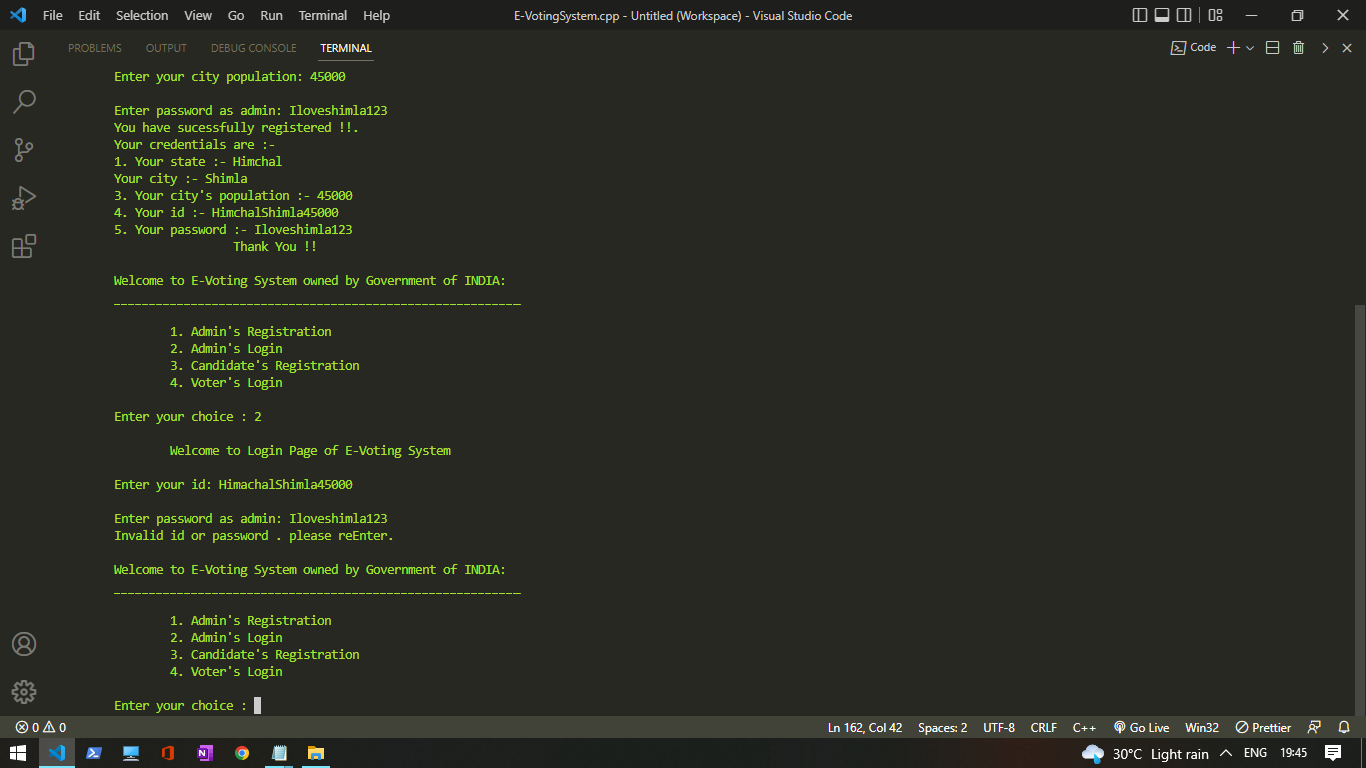 File Edit Selection View Go Run Terminal Help E-VotingSystem.cpp - Untitled (Workspace) - Visual Studio Code
PROBLEMS OUTPUT DEBUG CONSOLE TERMINAL Code
Enter your city population: 45000
Enter password as admin: Iloveshimla123
You have sucessfully registered !!.
Your credentials are :-
1. Your state :- Himchal
Your city :- Shimla
3. Your city's population :- 45000
4. Your id :- HimchalShimla45000
5. Your password :- Iloveshimla123
Thank You !!
Welcome to E-Voting System owned by Government of INDIA:
__________________________________________________________
1. Admin's Registration
2. Admin's Login
3. Candidate's Registration
4. Voter's Login
Enter your choice : 2
Welcome to Login Page of E-Voting System
Enter your id: HimachalShimla45000
Enter password as admin: Iloveshimla123
Invalid id or password . please reEnter.
Welcome to E-Voting System owned by Government of INDIA:
__________________________________________________________
1. Admin's Registration
2. Admin's Login
3. Candidate's Registration
4. Voter's Login
Enter your choice :
0 0 Ln 162, Col 42 Spaces: 2 UTF-8 CRLF C++ Go Live Win32 Prettier
30°C Light rain ENG 19:45